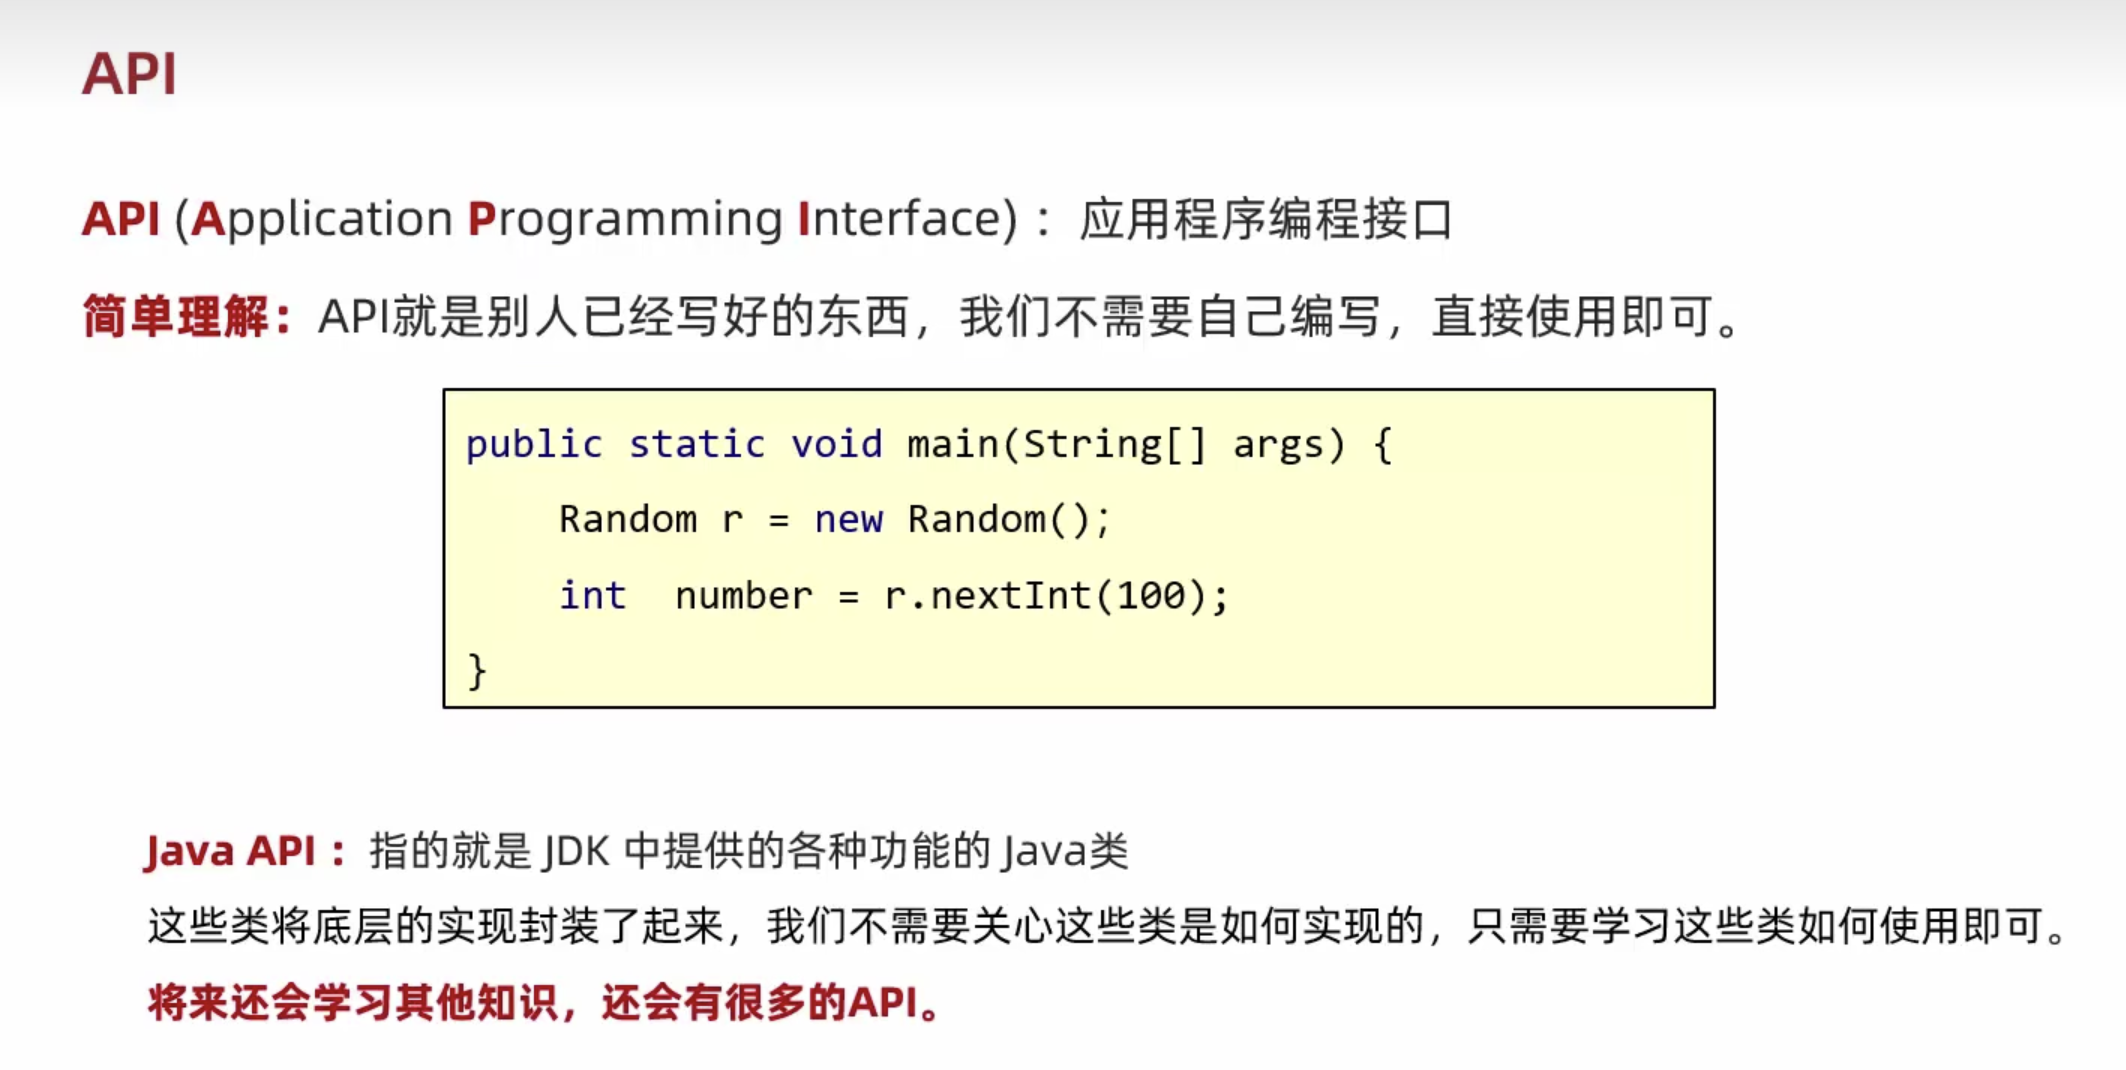 API
API (Application Programming Interface) ：应用程序编程接口
简单理解：API就是别人已经写好的东西，我们不需要自己编写，直接使用即可。
public static void main(String[] args) {
    Random r = new Random();
    int  number = r.nextInt(100);
}
Java API ：指的就是 JDK 中提供的各种功能的 Java类
这些类将底层的实现封装了起来，我们不需要关心这些类是如何实现的，只需要学习这些类如何使用即可。
将来还会学习其他知识，还会有很多的API。